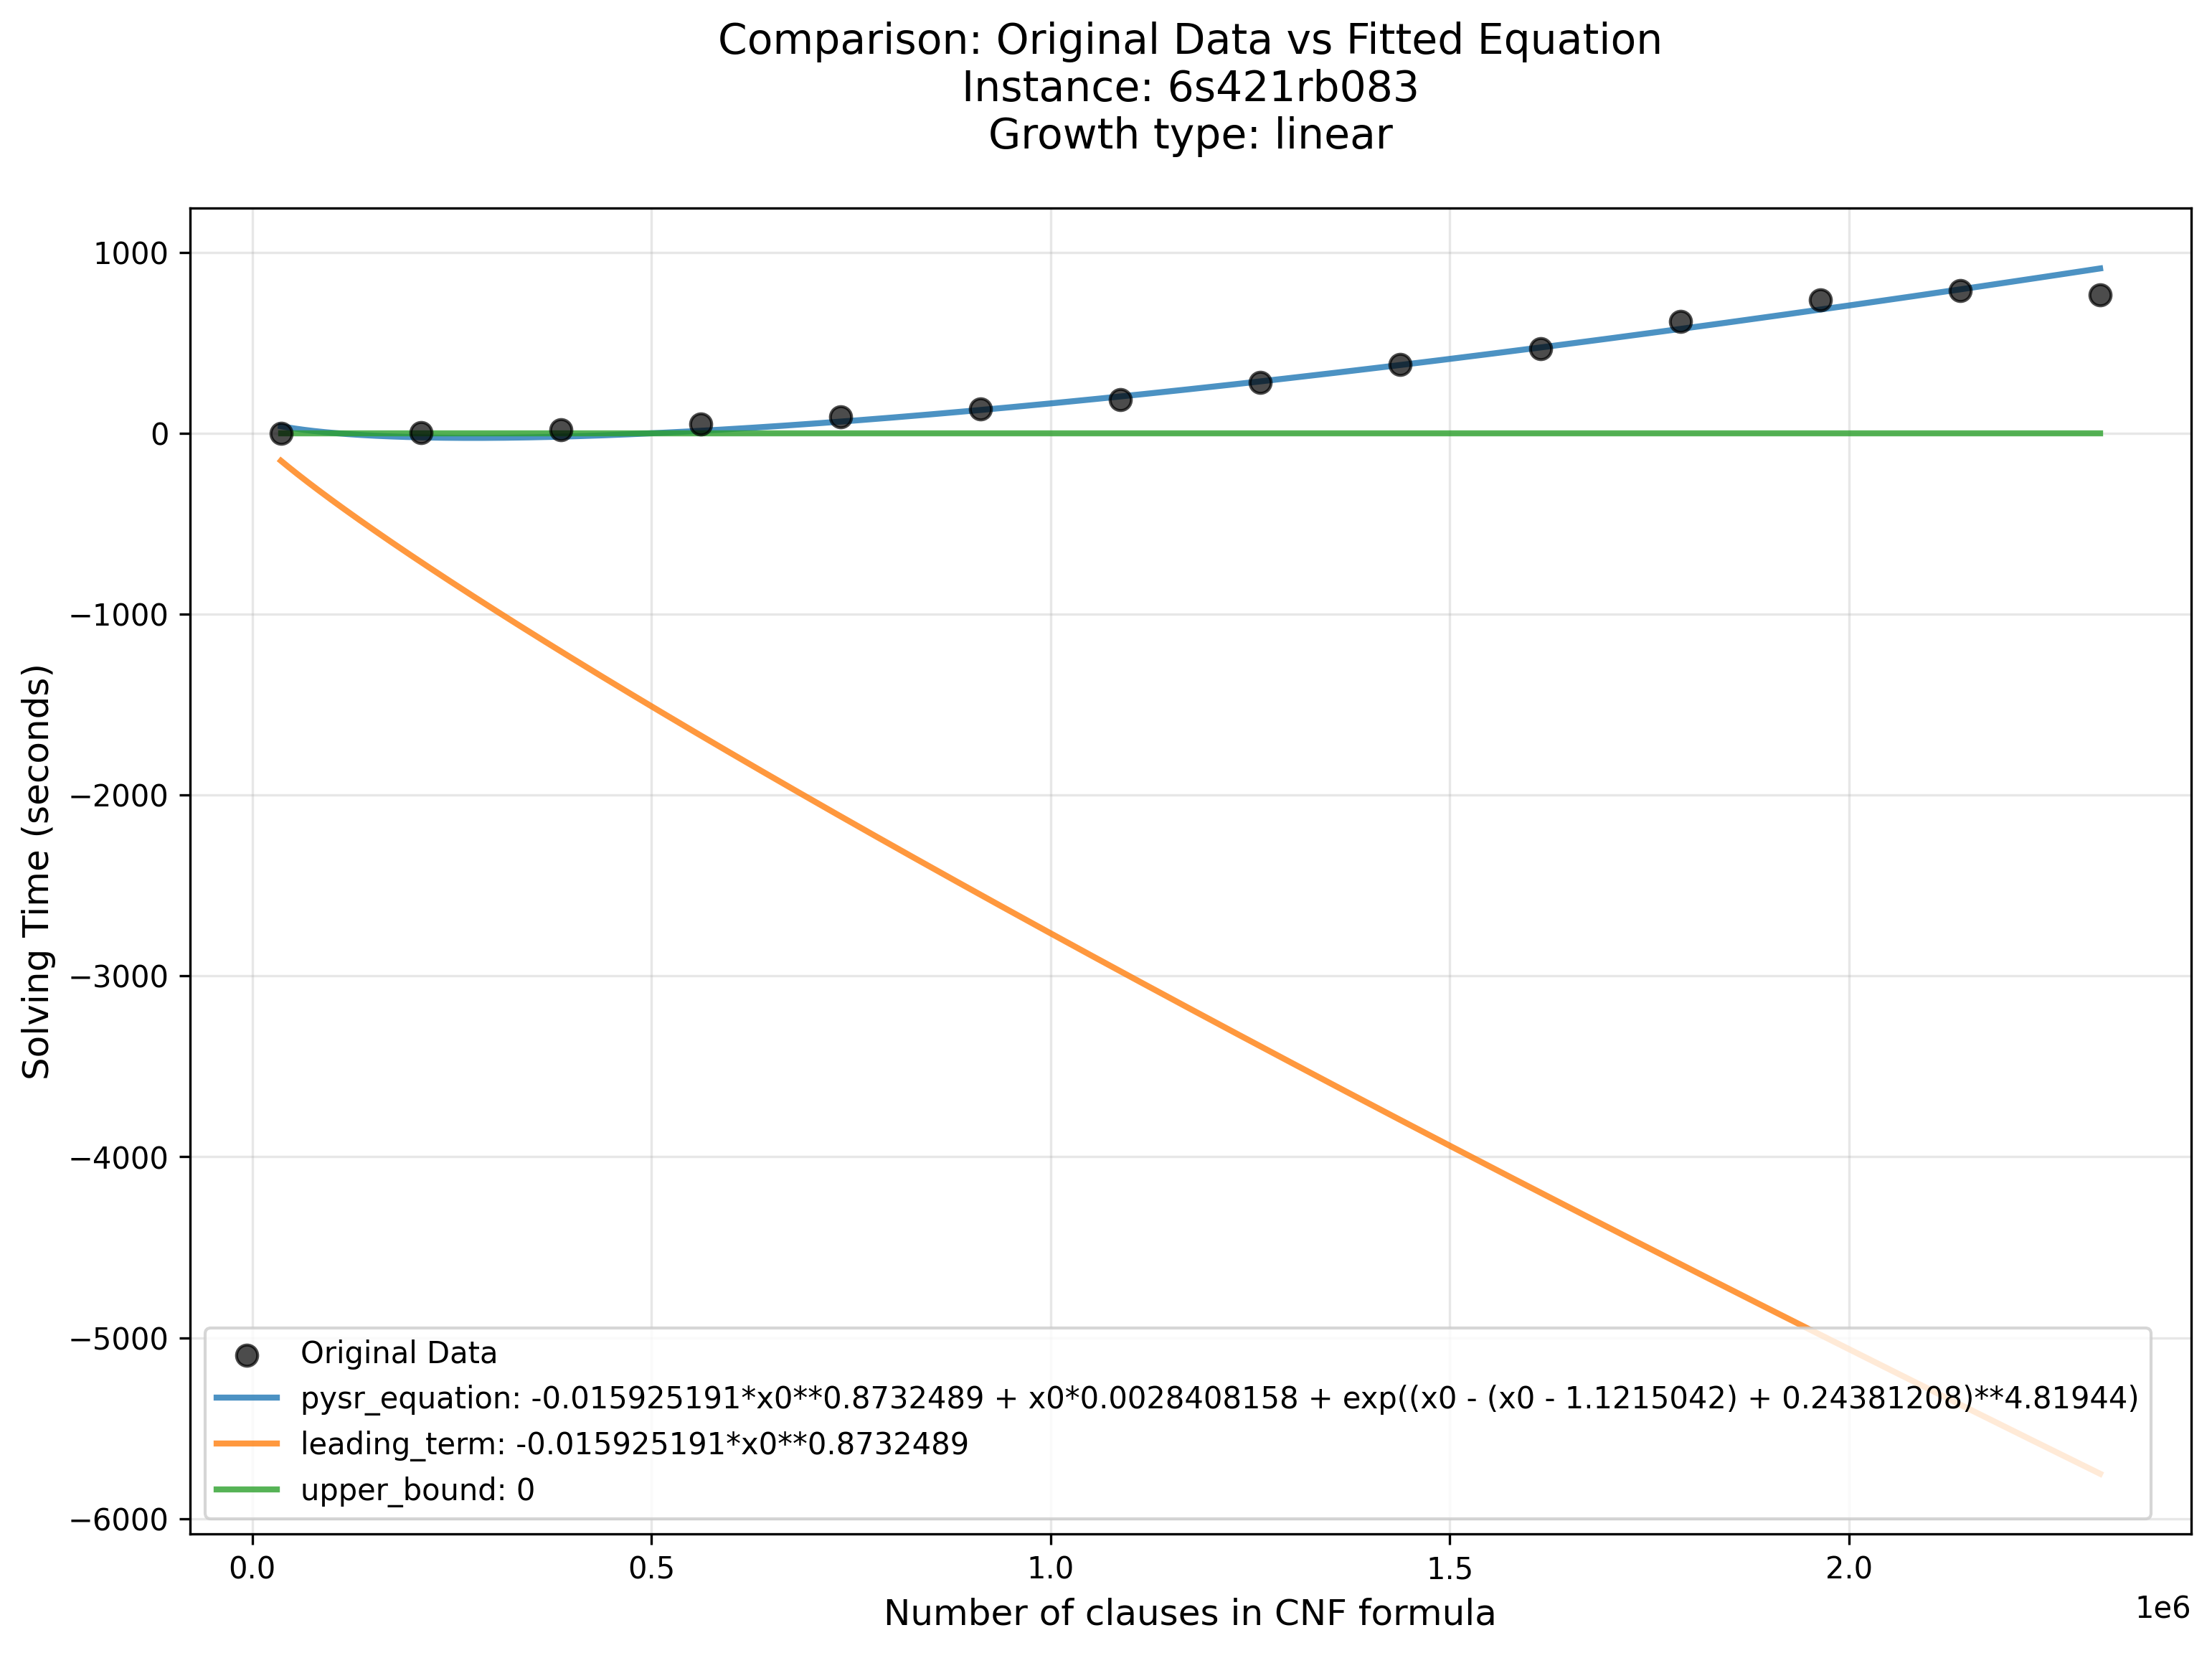 Comparison: Original Data vs Fitted Equation
Instance: 6s421rb083
Growth type: linear
1000
0
−1000
−2000
−3000
−4000
−5000
−6000
Solving Time (seconds)
Original Data
pysr_equation: -0.015925191*x0**0.8732489 + x0*0.0028408158 + exp((x0 - (x0 - 1.1215042) + 0.24381208)**4.81944)
leading_term: -0.015925191*x0**0.8732489
upper_bound: 0
0.0 0.5 1.0 1.5 2.0
1e6
Number of clauses in CNF formula